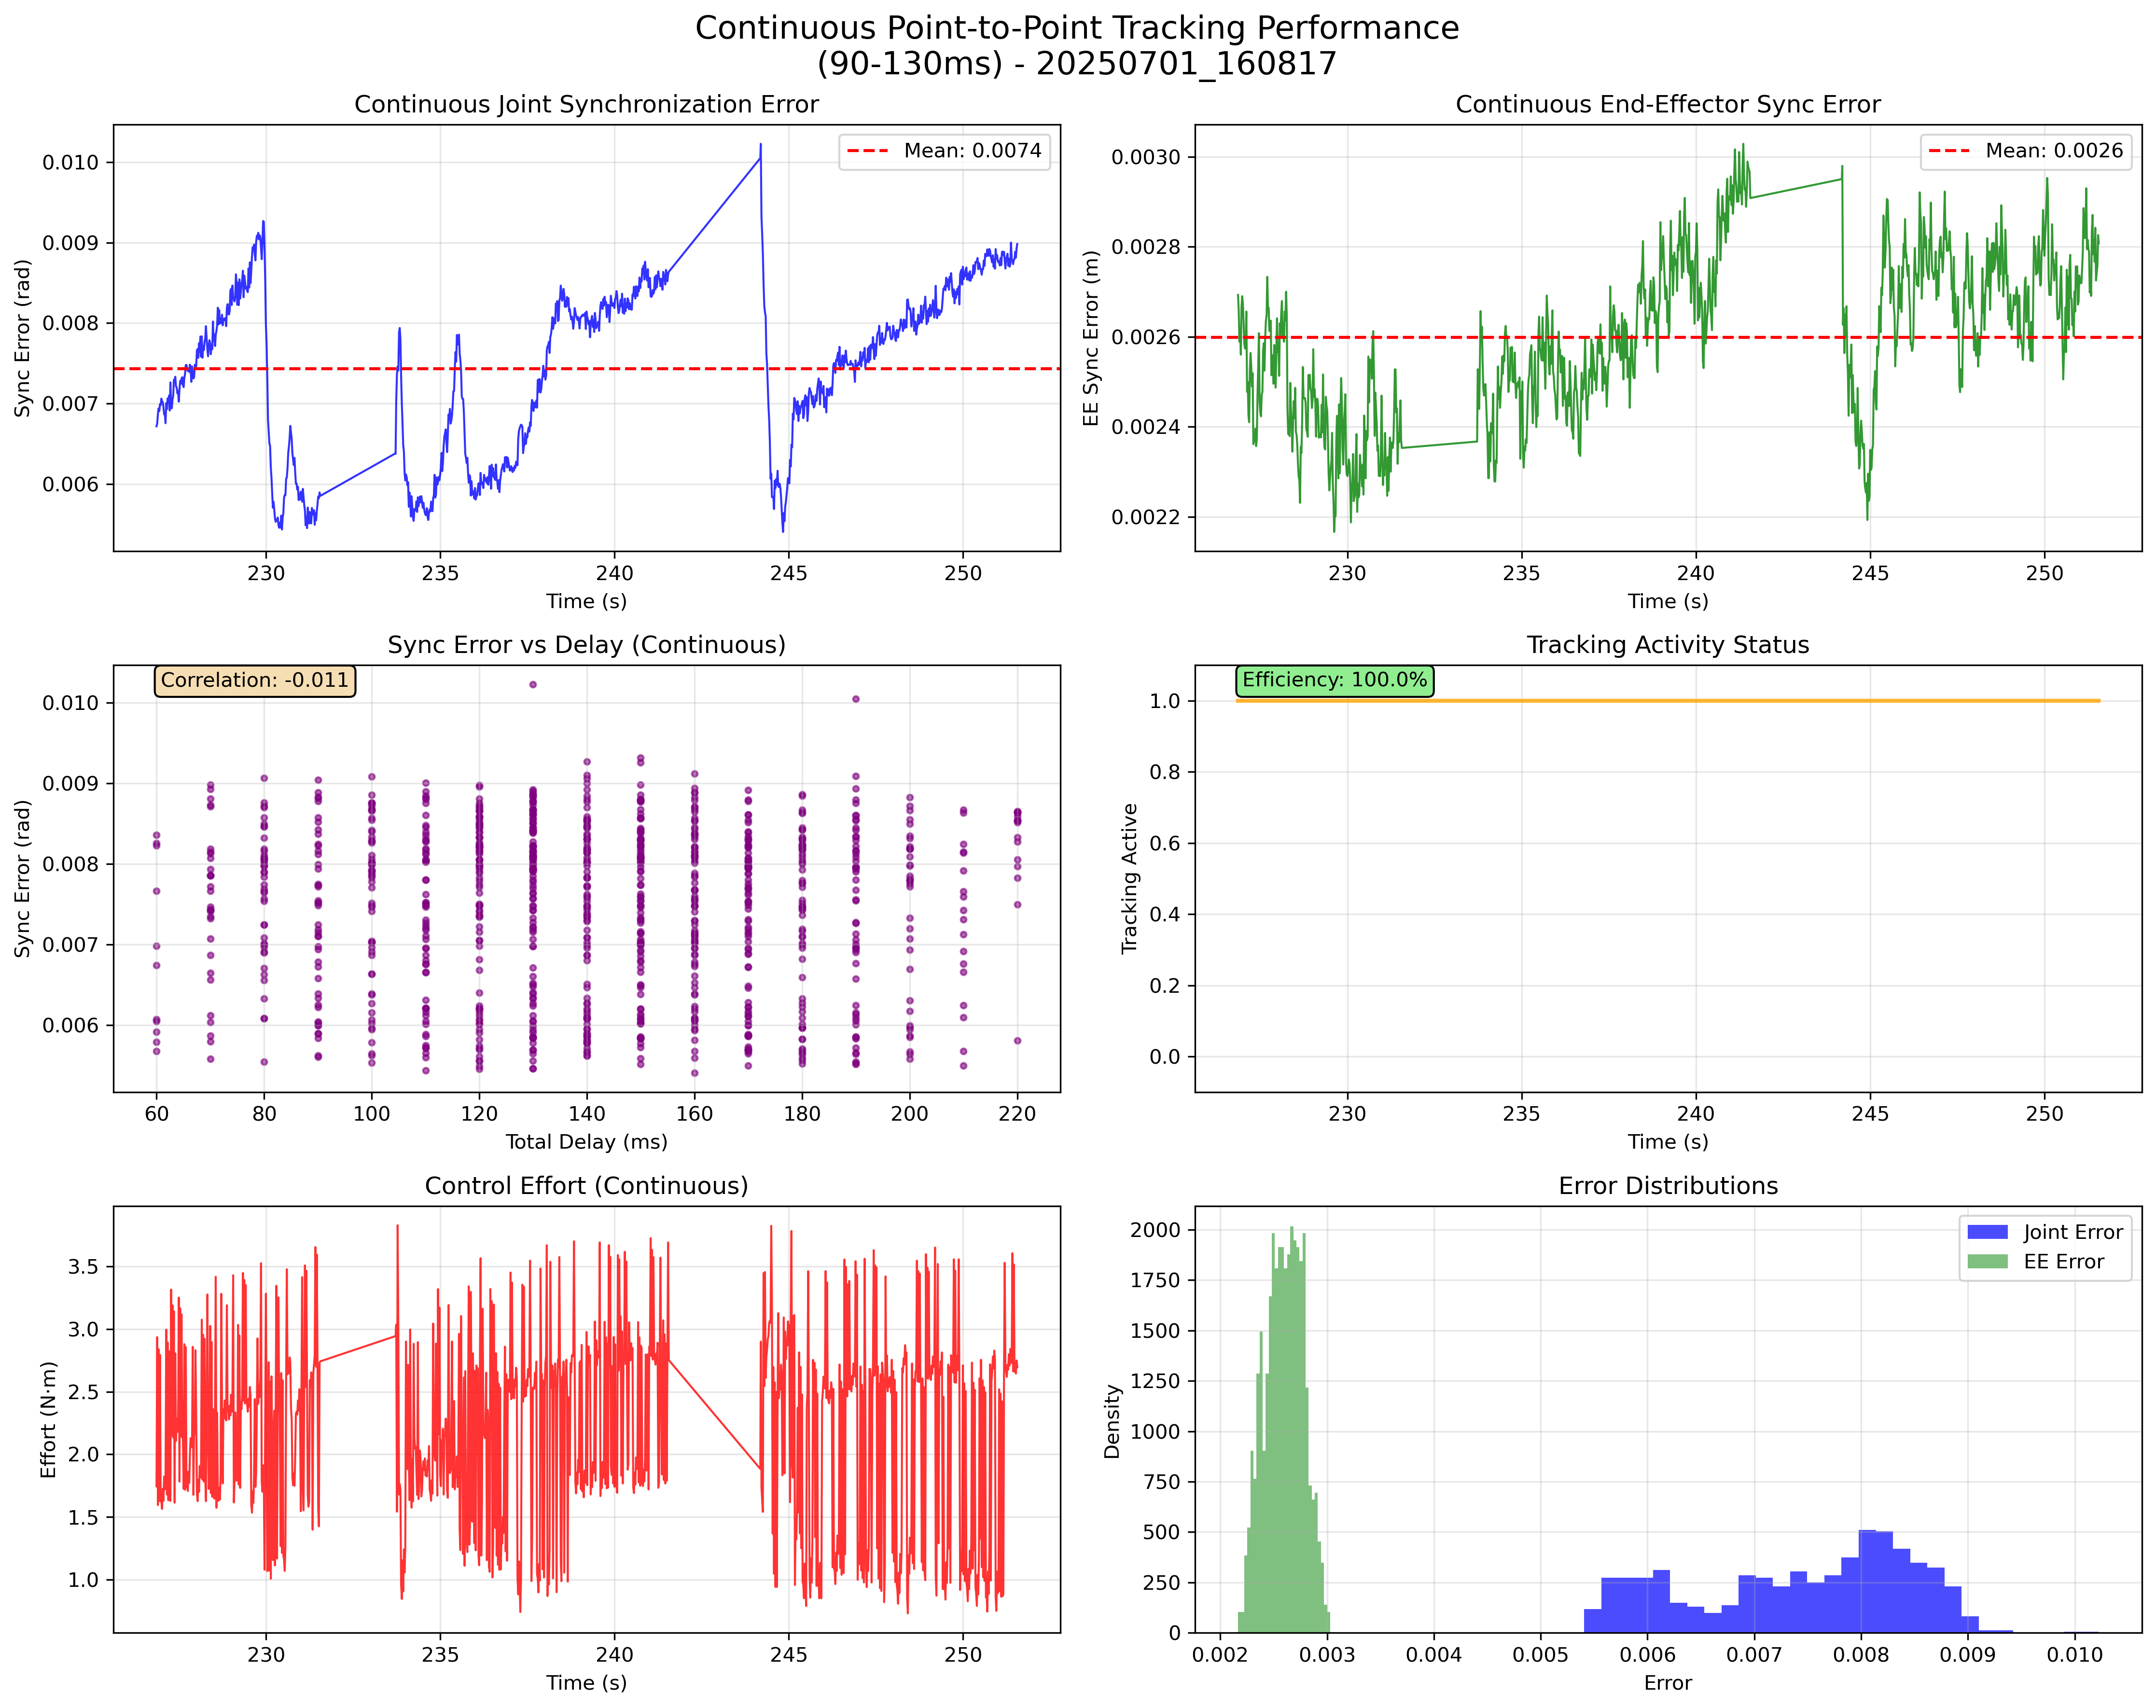 Continuous Point-to-Point Tracking Performance
(90-130ms) - 20250701_160817
Continuous Joint Synchronization Error
Sync Error (rad)
0.010
0.009
0.008
0.007
0.006
Mean: 0.0074
230 235 240 245 250
Time (s)
Continuous End-Effector Sync Error
EE Sync Error (m)
0.0030
0.0028
0.0026
0.0024
0.0022
Mean: 0.0026
230 235 240 245 250
Time (s)
Sync Error vs Delay (Continuous)
Sync Error (rad)
0.010
0.009
0.008
0.007
0.006
Correlation: -0.011
60 80 100 120 140 160 180 200 220
Total Delay (ms)
Tracking Activity Status
Tracking Active
1.0
0.8
0.6
0.4
0.2
0.0
Efficiency: 100.0%
230 235 240 245 250
Time (s)
Control Effort (Continuous)
Effort (N·m)
3.5
3.0
2.5
2.0
1.5
1.0
230 235 240 245 250
Time (s)
Error Distributions
Density
2000
1750
1500
1250
1000
750
500
250
0
Joint Error
EE Error
0.002 0.003 0.004 0.005 0.006 0.007 0.008 0.009 0.010
Error